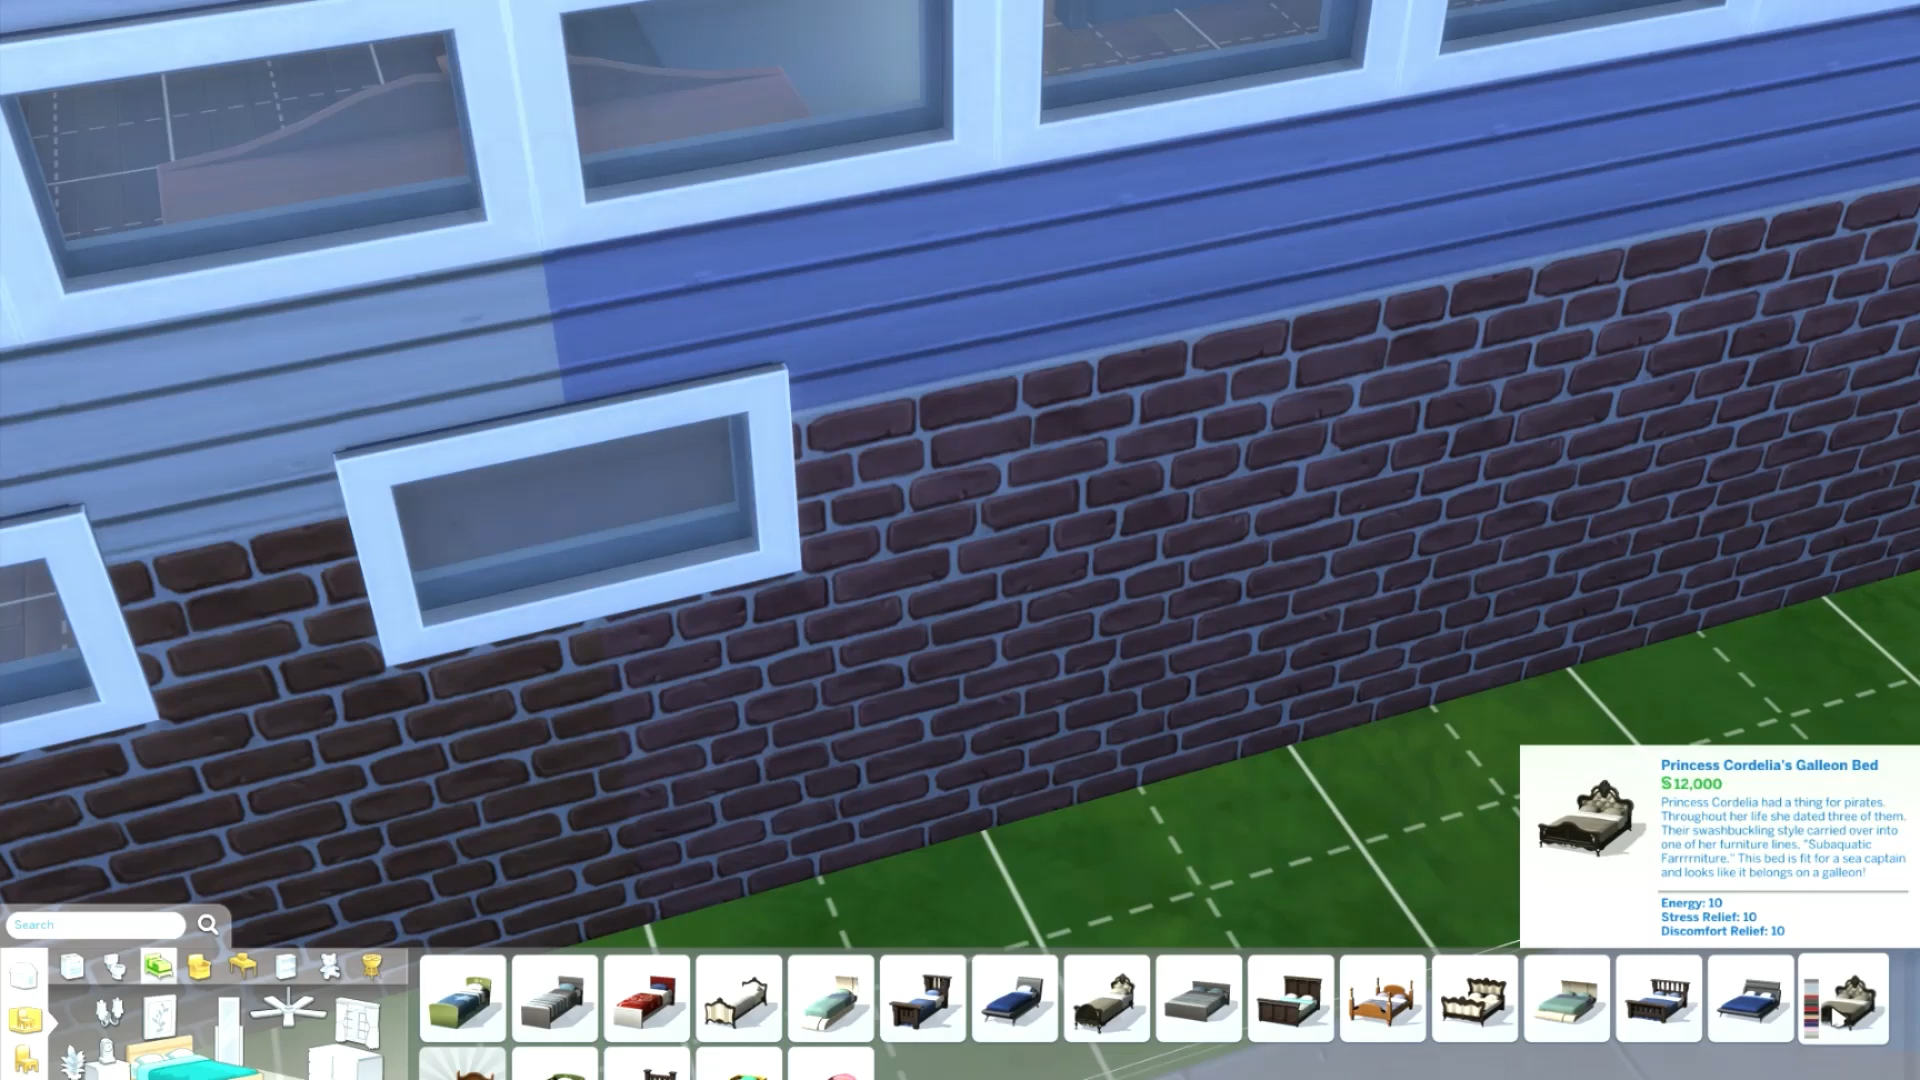 Princess Cordelia's Galleon Bed
§12,000
Princess Cordelia had a thing for pirates.
Throughout her life she dated three of them.
Their swashbuckling style carried over into
one of her furniture lines, "Subaquatic
Farrrrniture." This bed is fit for a sea captain
and looks like it belongs on a galleon!
Energy: 10
Stress Relief: 10
Discomfort Relief: 10
Search